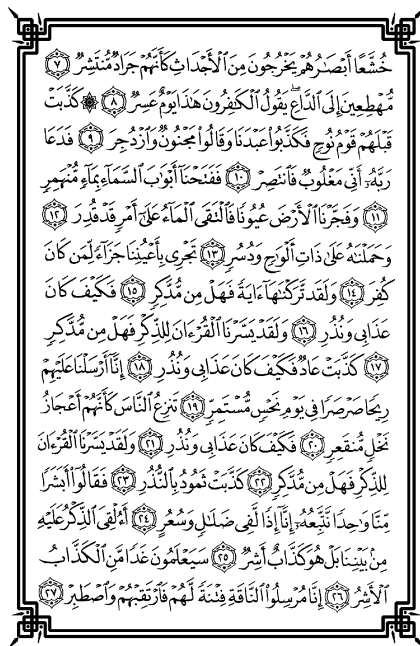 خُشَّعًا أَبْصَٰرُهُمْ يَخْرُجُونَ مِنَ ٱلْأَجْدَاثِ كَأَنَّهُمْ جَرَادٌ مُّنتَشِرٌ ٧
مُّهْطِعِينَ إِلَى ٱلدَّاعِ ۖ يَقُولُ ٱلْكَٰفِرُونَ هَٰذَا يَوْمٌ عَسِرٌ ٨ ۞ كَذَّبَتْ
قَبْلَهُمْ قَوْمُ نُوحٍ فَكَذَّبُوا۟ عَبْدَنَا وَقَالُوا۟ مَجْنُونٌ وَٱزْدُجِرَ ٩ فَدَعَا
رَبَّهُۥٓ أَنِّى مَغْلُوبٌ فَٱنتَصِرْ ١٠ فَفَتَحْنَآ أَبْوَٰبَ ٱلسَّمَآءِ بِمَآءٍ مُّنْهَمِرٍ
١١ وَفَجَّرْنَا ٱلْأَرْضَ عُيُونًا فَٱلْتَقَى ٱلْمَآءُ عَلَىٰٓ أَمْرٍ قَدْ قُدِرَ ١٢
وَحَمَلْنَٰهُ عَلَىٰ ذَاتِ أَلْوَٰحٍ وَدُسُرٍ ١٣ تَجْرِى بِأَعْيُنِنَا جَزَآءً لِّمَن كَانَ
كُفِرَ ١٤ وَلَقَد تَّرَكْنَٰهَآ ءَايَةً فَهَلْ مِن مُّدَّكِرٍ ١٥ فَكَيْفَ كَانَ
عَذَابِى وَنُذُرِ ١٦ وَلَقَدْ يَسَّرْنَا ٱلْقُرْءَانَ لِلذِّكْرِ فَهَلْ مِن مُّدَّكِرٍ
١٧ كَذَّبَتْ عَادٌ فَكَيْفَ كَانَ عَذَابِى وَنُذُرِ ١٨ إِنَّآ أَرْسَلْنَا عَلَيْهِمْ
رِيحًا صَرْصَرًا فِى يَوْمِ نَحْسٍ مُّسْتَمِرٍّ ١٩ تَنزِعُ ٱلنَّاسَ كَأَنَّهُمْ أَعْجَازُ
نَخْلٍ مُّنقَعِرٍ ٢٠ فَكَيْفَ كَانَ عَذَابِى وَنُذُرِ ٢١ وَلَقَدْ يَسَّرْنَا ٱلْقُرْءَانَ
لِلذِّكْرِ فَهَلْ مِن مُّدَّكِرٍ ٢٢ كَذَّبَتْ ثَمُودُ بِٱلنُّذُرِ ٢٣ فَقَالُوٓا۟ أَبَشَرًا
مِّنَّا وَٰحِدًا نَّتَّبِعُهُۥٓ إِنَّآ إِذًا لَّفِى ضَلَٰلٍ وَسُعُرٍ ٢٤ أَءُلْقِىَ ٱلذِّكْرُ عَلَيْهِ
مِنۢ بَيْنِنَا بَلْ هُوَ كَذَّابٌ أَشِرٌ ٢٥ سَيَعْلَمُونَ غَدًا مَّنِ ٱلْكَذَّابُ
ٱلْأَشِرُ ٢٦ إِنَّا مُرْسِلُوا۟ ٱلنَّاقَةِ فِتْنَةً لَّهُمْ فَٱرْتَقِبْهُمْ وَٱصْطَبِرْ ٢٧